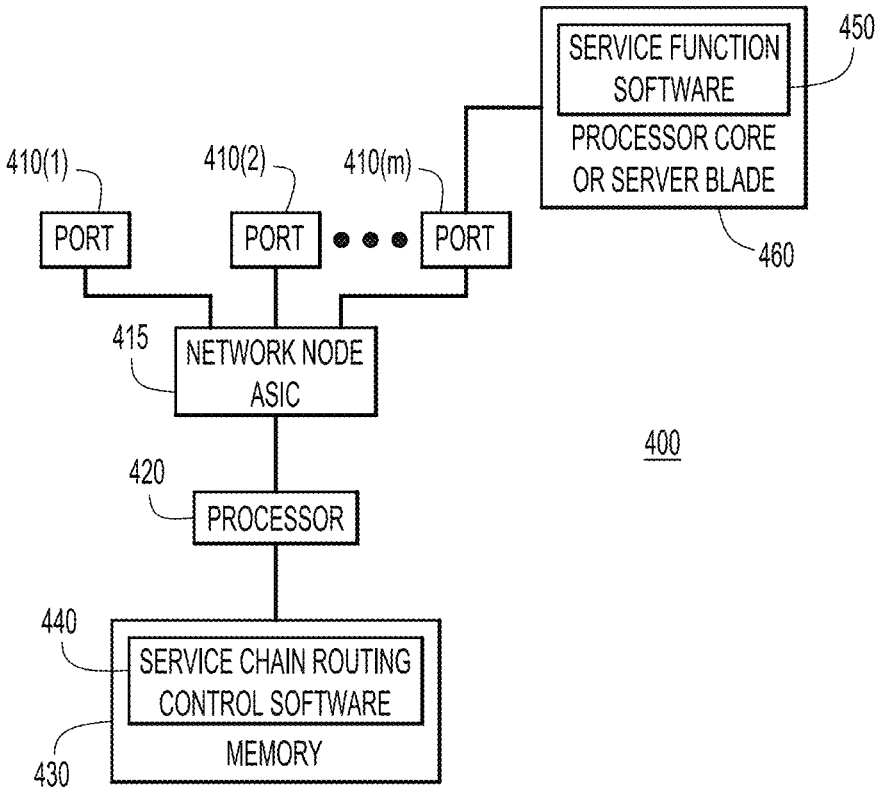 450
SERVICE FUNCTION
SOFTWARE
PROCESSOR CORE
OR SERVER BLADE
460
410(1)
410(2)
410(m)
PORT
PORT
PORT
415
NETWORK NODE
ASIC
400
420
PROCESSOR
440
SERVICE CHAIN ROUTING
CONTROL SOFTWARE
MEMORY
430